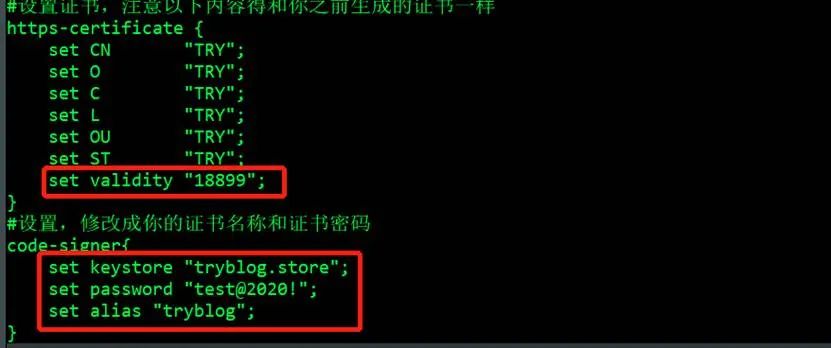 #设置证书，注意以下内容得和你之前生成的证书一样
https-certificate {
set CN "TRY";
set O "TRY";
set C "TRY";
set L "TRY";
set OU "TRY";
set ST "TRY";
set validity "18899";
}
#设置，修改成你的证书名称和证书密码
code-signer{
set keystore "tryblog.store";
set password "test@2020!";
set alias "tryblog";
}